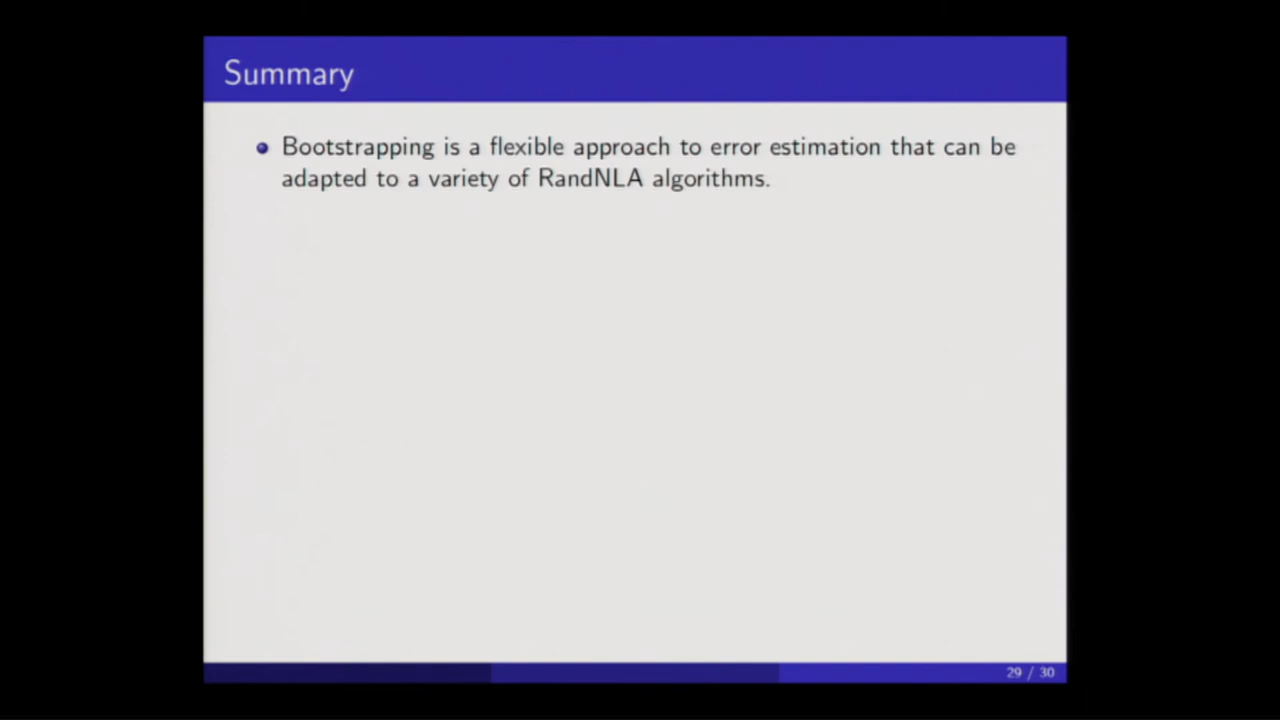 Summary
Bootstrapping is a flexible approach to error estimation that can be
adapted to a variety of RandNLA algorithms.
29 / 30